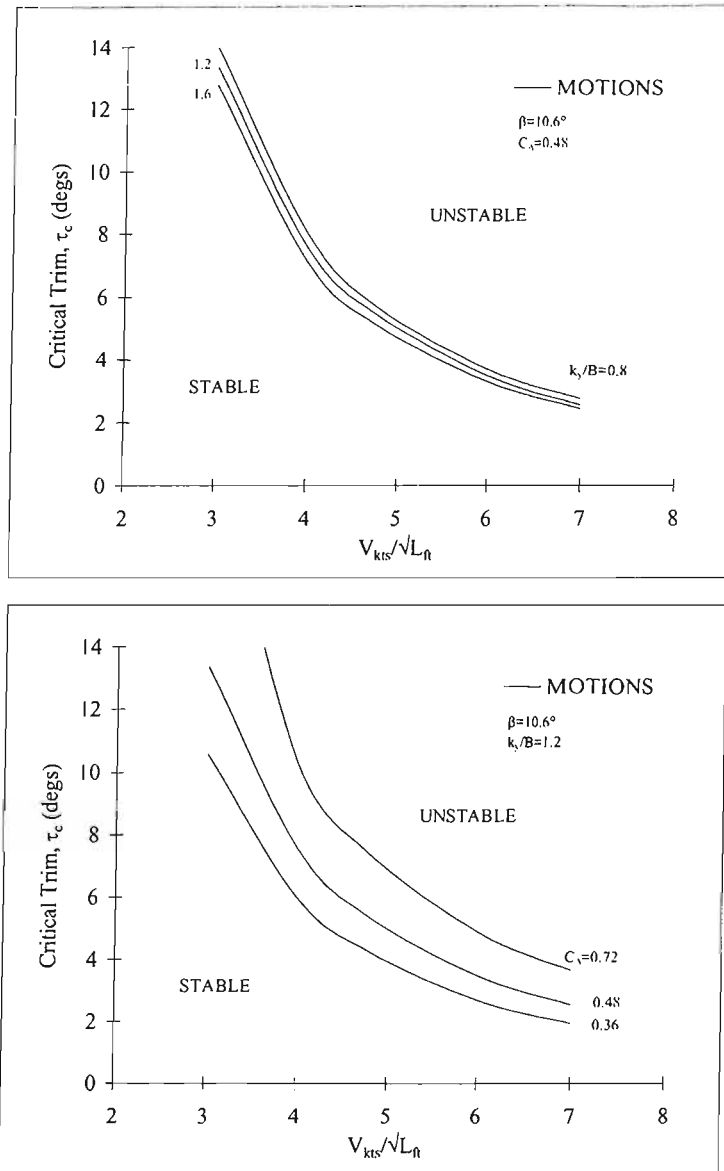 14
12
10
8
6
4
2
0
Critical Trim, τc (degs)
1.2
1.6
MOTIONS
β=10.6°
CΔ=0.48
UNSTABLE
STABLE
ky/B=0.8
2 3 4 5 6 7 8
Vkts/√Lft
14
12
10
8
6
4
2
0
Critical Trim, τc (degs)
MOTIONS
β=10.6°
ky/B=1.2
UNSTABLE
STABLE
CΔ=0.72
0.48
0.36
2 3 4 5 6 7 8
Vkts/√Lft